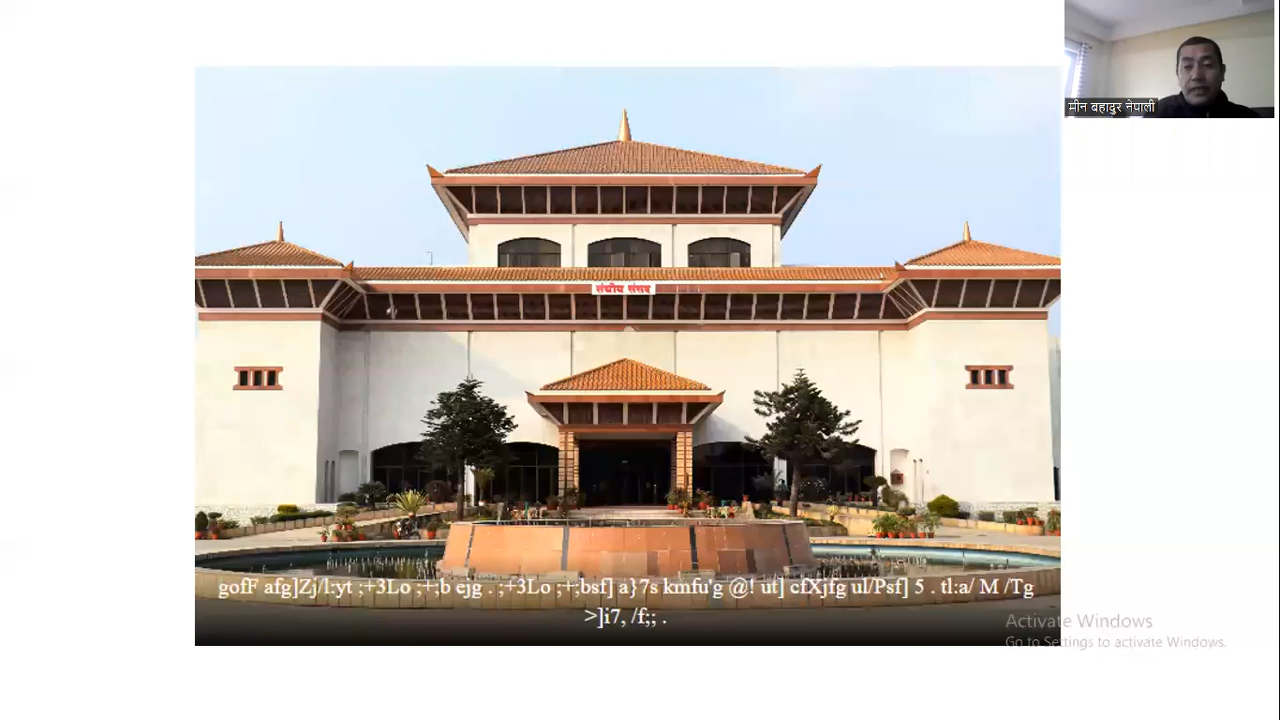 मीन बहादुर नेपाली
संघीय संसद
gofF afg]Zj/l:yt ;+3Lo ;+;b ejg . ;+3Lo ;+;bsf] a}7s kmfu'g @! ut] cfXjfg ul/Psf] 5 . tl:a/ M /Tg
>]i7, /f;; .
Activate Windows
Go to Settings to activate Windows.